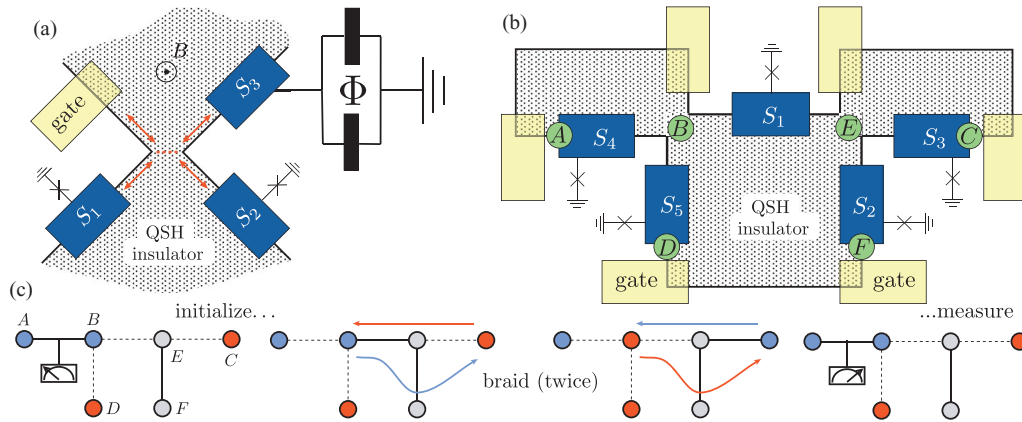 (a)
B
gate
S₃
Φ
S₁
S₂
QSH
insulator
(b)
S₁
A
S₄
B
E
S₃
C
S₅
QSH
insulator
S₂
D
F
gate
gate
(c)
initialize. . .
. . .measure
A
B
E
C
D
F
braid (twice)